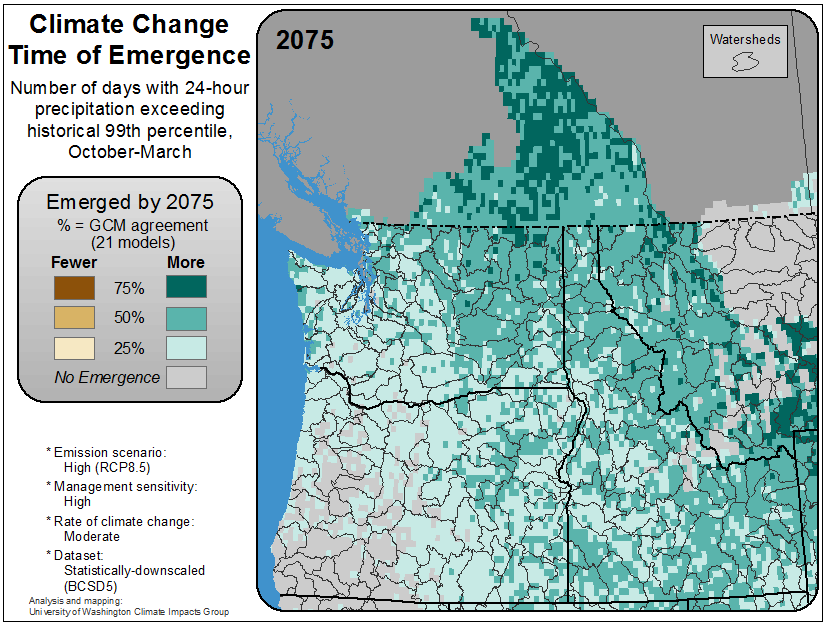 Climate Change
Time of Emergence
Number of days with 24-hour
precipitation exceeding
historical 99th percentile,
October-March
Emerged by 2075
% = GCM agreement
(21 models)
Fewer More
75%
50%
25%
No Emergence
* Emission scenario:
High (RCP8.5)
* Management sensitivity:
High
* Rate of climate change:
Moderate
* Dataset:
Statistically-downscaled
(BCSD5)
Analysis and mapping:
University of Washington Climate Impacts Group
2075
Watersheds